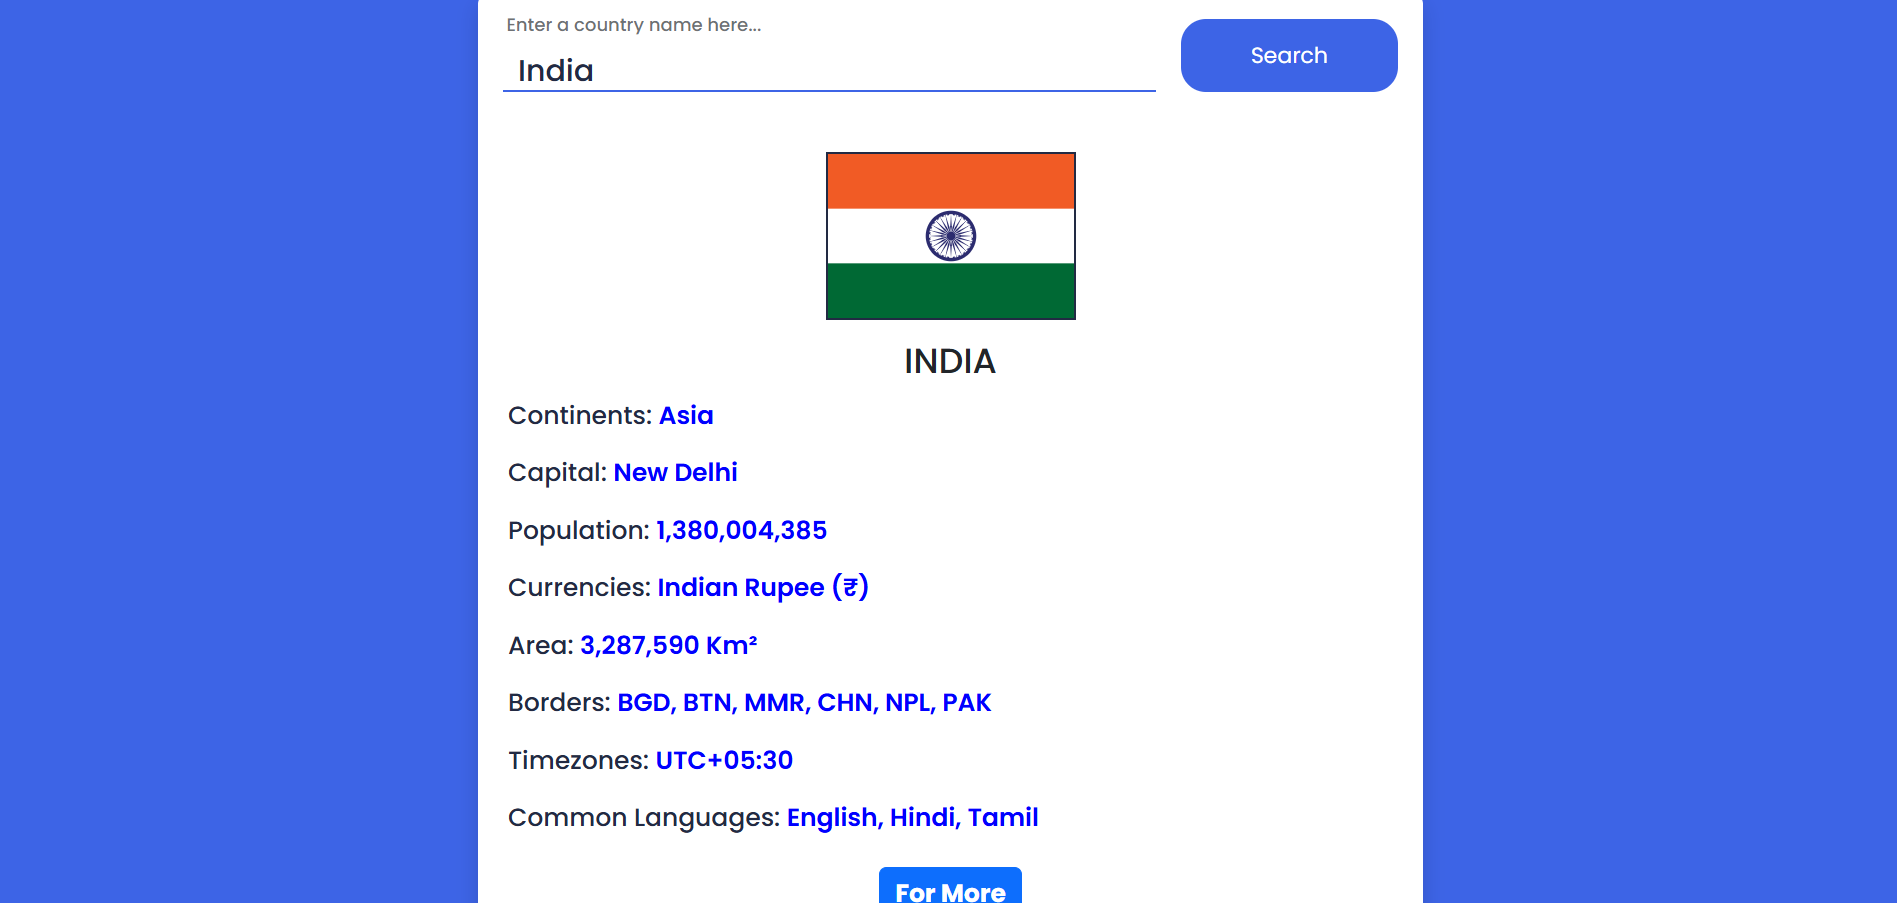 Enter a country name here...
India
Search
INDIA
Continents: Asia
Capital: New Delhi
Population: 1,380,004,385
Currencies: Indian Rupee (₹)
Area: 3,287,590 Km²
Borders: BGD, BTN, MMR, CHN, NPL, PAK
Timezones: UTC+05:30
Common Languages: English, Hindi, Tamil
For More